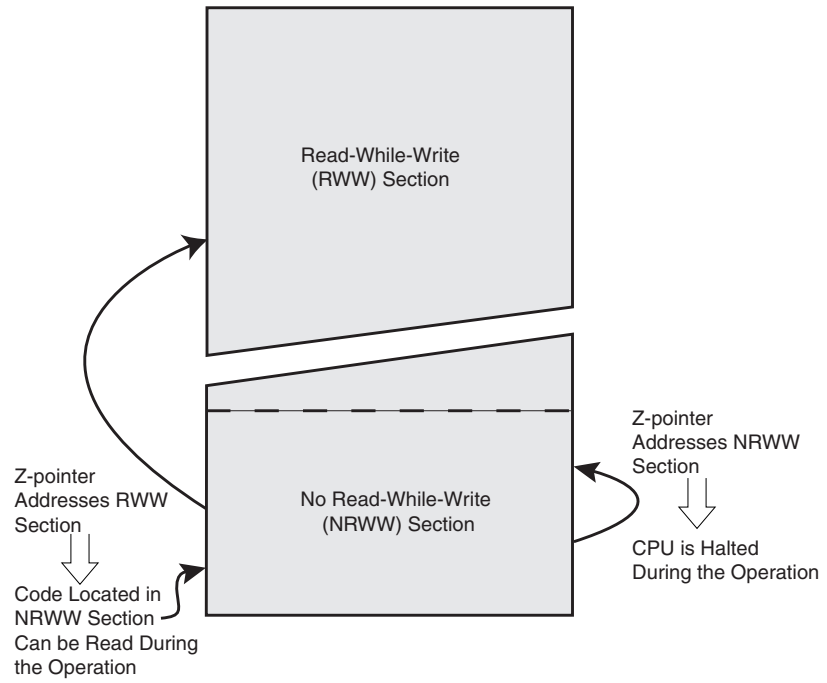 Read-While-Write
(RWW) Section
Z-pointer
Addresses NRWW
Section
Z-pointer
Addresses RWW
Section
No Read-While-Write
(NRWW) Section
CPU is Halted
During the Operation
Code Located in
NRWW Section
Can be Read During
the Operation